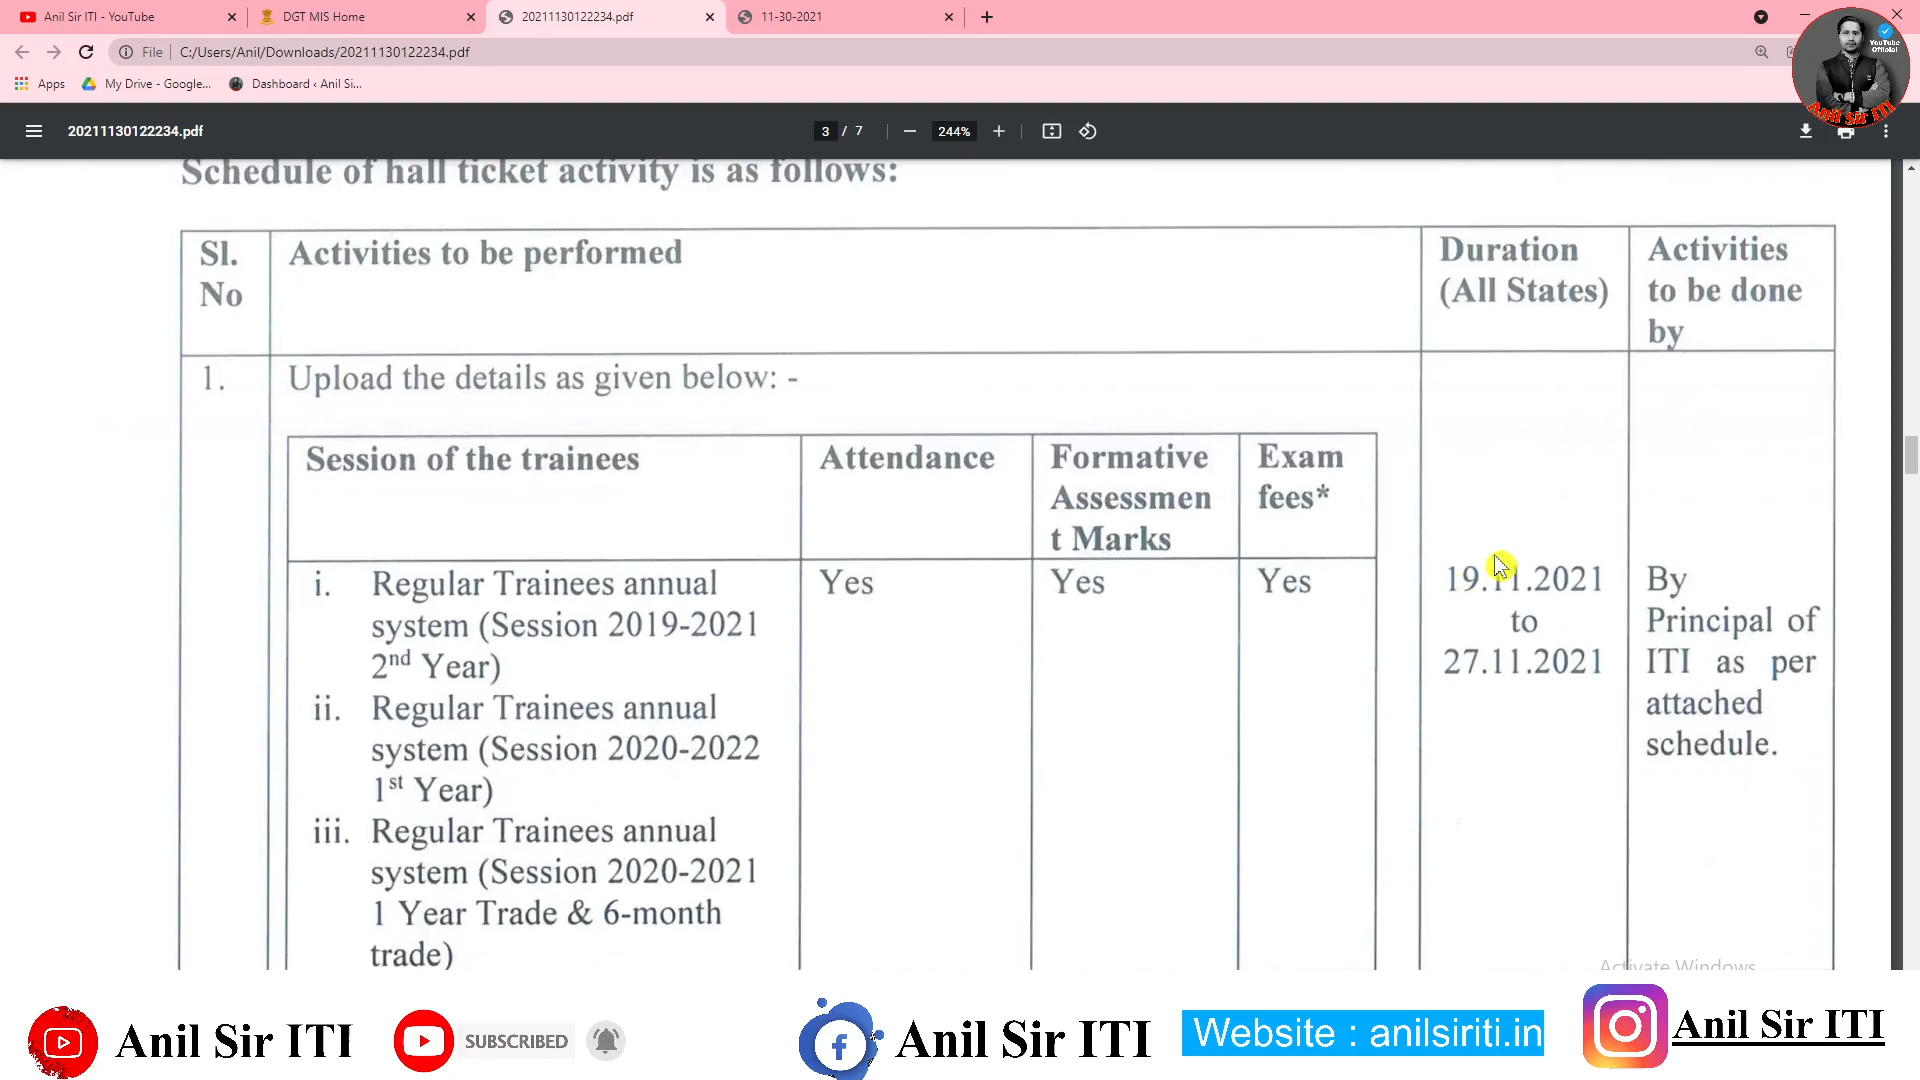 Anil Sir ITI - YouTube
DGT MIS Home
20211130122234.pdf
11-30-2021
File
C:/Users/Anil/Downloads/20211130122234.pdf
Apps
My Drive - Google...
Dashboard ‹ Anil Si...
YouTube
Official
Anil Sir ITI
20211130122234.pdf
3 / 7
244%
Schedule of hall ticket activity is as follows:
Sl.
No
Activities to be performed
Duration
(All States)
Activities
to be done
by
1.
Upload the details as given below: -
Session of the trainees
Attendance
Formative
Assessmen
t Marks
Exam
fees*
i. Regular Trainees annual
system (Session 2019-2021
2nd Year)
ii. Regular Trainees annual
system (Session 2020-2022
1st Year)
iii. Regular Trainees annual
system (Session 2020-2021
1 Year Trade & 6-month
trade)
Yes
Yes
Yes
19.11.2021
to
27.11.2021
By
Principal of
ITI as per
attached
schedule.
Activate Windows
Anil Sir ITI
SUBSCRIBED
Anil Sir ITI
Website : anilsiriti.in
Anil Sir ITI